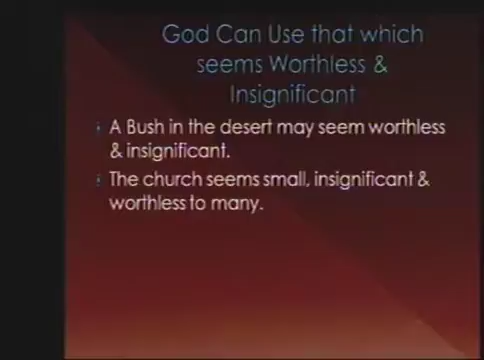 God Can Use that which
seems Worthless &
Insignificant
A Bush in the desert may seem worthless
& insignificant.
The church seems small, insignificant &
worthless to many.